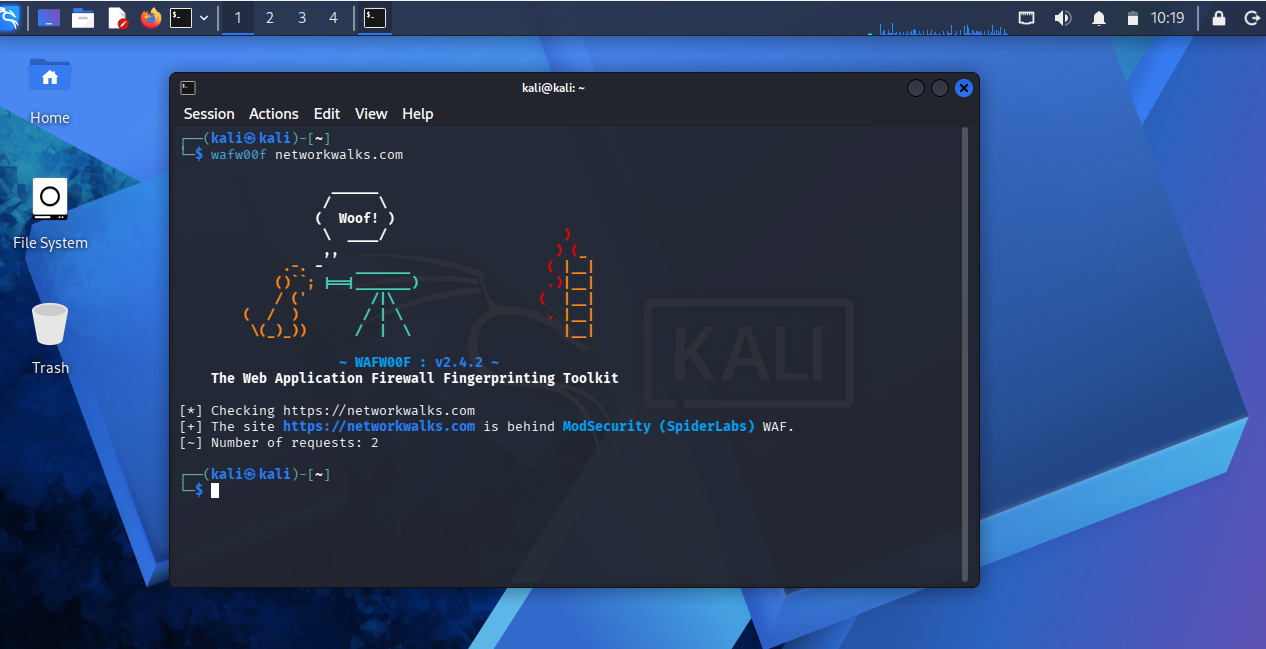 1 2 3 4 10:19
kali@kali: ~
Session Actions Edit View Help
Home
File System
Trash
┌──(kali㉿kali)-[~]
└─$ wafw00f networkwalks.com
Woof!
~ WAFW00F : v2.4.2 ~
The Web Application Firewall Fingerprinting Toolkit
[*] Checking https://networkwalks.com
[+] The site https://networkwalks.com is behind ModSecurity (SpiderLabs) WAF.
[~] Number of requests: 2
┌──(kali㉿kali)-[~]
└─$
KALI